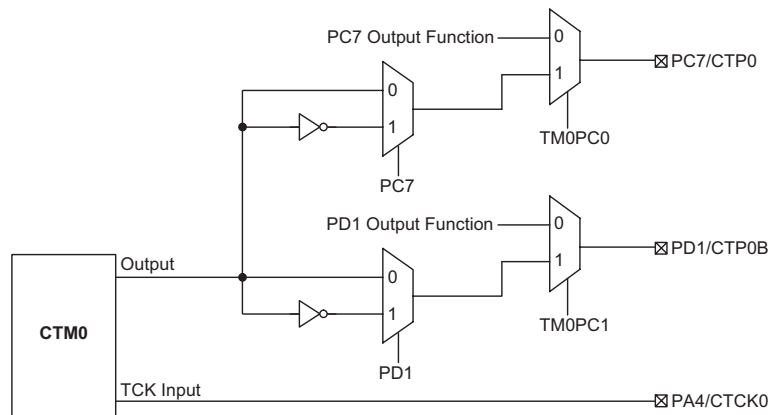 PC7 Output Function
0
1
PC7/CTP0
0
1
TM0PC0
PC7
PD1 Output Function
0
1
PD1/CTP0B
Output
0
1
TM0PC1
CTM0
PD1
TCK Input
PA4/CTCK0